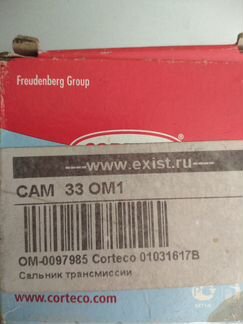 Freudenberg Group
----www.exist.ru----
CAM 33 OM1
OM-0097985 Corteco 01031617B
Сальник трансмиссии
www.corteco.com